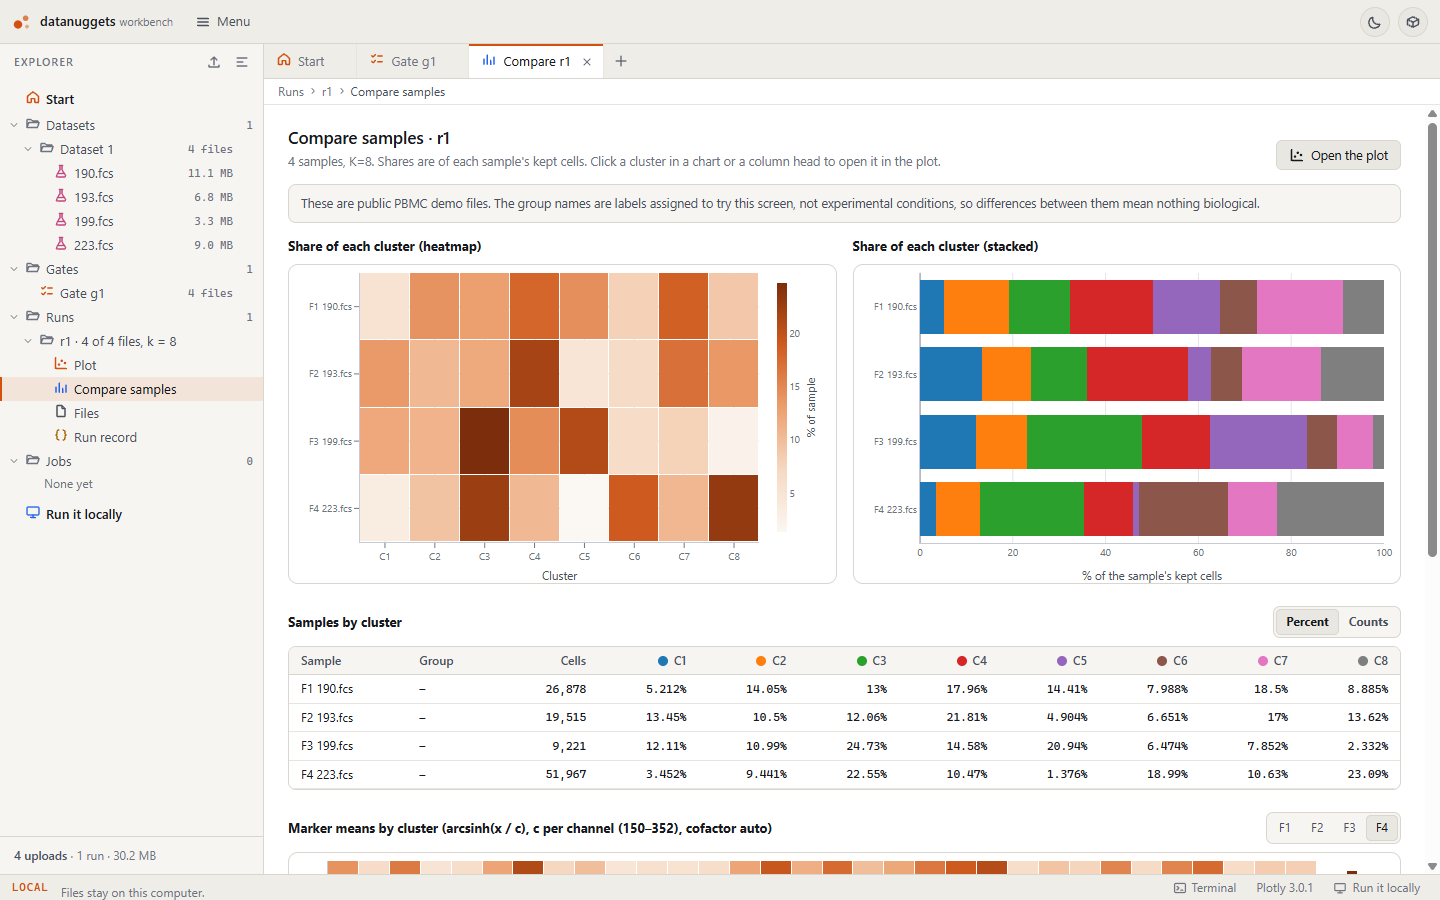 datanuggets workbench
Menu
EXPLORER
Start
Datasets 1
Dataset 1 4 files
190.fcs 11.1 MB
193.fcs 6.8 MB
199.fcs 3.3 MB
223.fcs 9.0 MB
Gates 1
Gate g1 4 files
Runs 1
r1 · 4 of 4 files, k = 8
Plot
Compare samples
Files
Run record
Jobs 0
None yet
Run it locally
4 uploads · 1 run · 30.2 MB
Start
Gate g1
Compare r1
Runs > r1 > Compare samples
Compare samples · r1
4 samples, K=8. Shares are of each sample's kept cells. Click a cluster in a chart or a column head to open it in the plot.
Open the plot
These are public PBMC demo files. The group names are labels assigned to try this screen, not experimental conditions, so differences between them mean nothing biological.
Share of each cluster (heatmap)
F1 190.fcs
F2 193.fcs
F3 199.fcs
F4 223.fcs
C1 C2 C3 C4 C5 C6 C7 C8
Cluster
20
15
10
5
% of sample
Share of each cluster (stacked)
F1 190.fcs
F2 193.fcs
F3 199.fcs
F4 223.fcs
0 20 40 60 80 100
% of the sample's kept cells
Samples by cluster
Percent Counts
Sample Group Cells C1 C2 C3 C4 C5 C6 C7 C8
F1 190.fcs – 26,878 5.212% 14.05% 13% 17.96% 14.41% 7.988% 18.5% 8.885%
F2 193.fcs – 19,515 13.45% 10.5% 12.06% 21.81% 4.904% 6.651% 17% 13.62%
F3 199.fcs – 9,221 12.11% 10.99% 24.73% 14.58% 20.94% 6.474% 7.852% 2.332%
F4 223.fcs – 51,967 3.452% 9.441% 22.55% 10.47% 1.376% 18.99% 10.63% 23.09%
Marker means by cluster (arcsinh(x / c), c per channel (150–352), cofactor auto)
F1 F2 F3 F4
LOCAL Files stay on this computer.
Terminal
Plotly 3.0.1
Run it locally